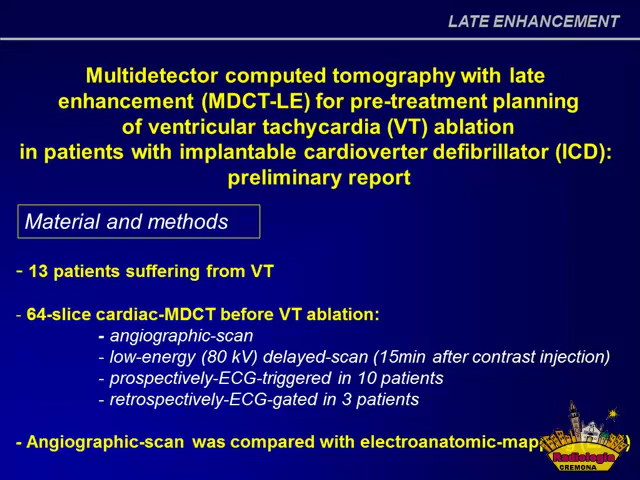 LATE ENHANCEMENT
Multidetector computed tomography with late
enhancement (MDCT-LE) for pre-treatment planning
of ventricular tachycardia (VT) ablation
in patients with implantable cardioverter defibrillator (ICD):
preliminary report
Material and methods
- 13 patients suffering from VT
- 64-slice cardiac-MDCT before VT ablation:
- angiographic-scan
- low-energy (80 kV) delayed-scan (15min after contrast injection)
- prospectively-ECG-triggered in 10 patients
- retrospectively-ECG-gated in 3 patients
- Angiographic-scan was compared with
Radiologia
CREMONA